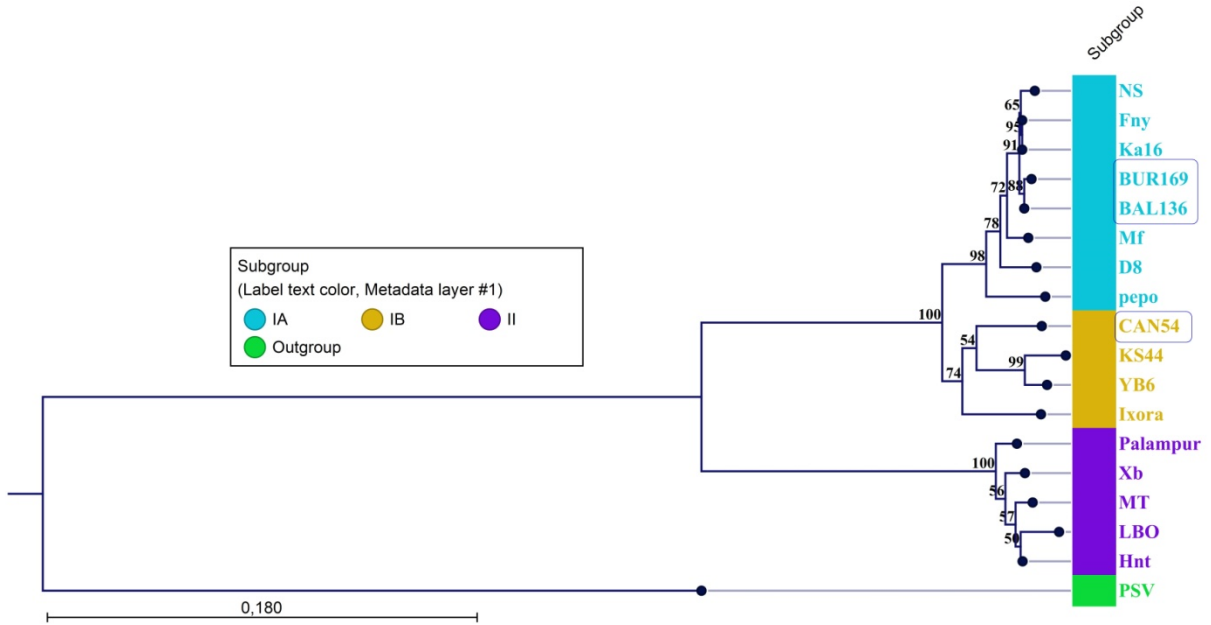 Subgroup
NS
65
Fny
95
Ka16
91
BUR169
72
88
BAL136
78
Mf
D8
98
pepo
100
CAN54
54
KS44
99
YB6
74
Ixora
Subgroup
(Label text color, Metadata layer #1)
IA IB II
Outgroup
Palampur
100
Xb
56
MT
57
LBO
50
Hnt
PSV
0,180